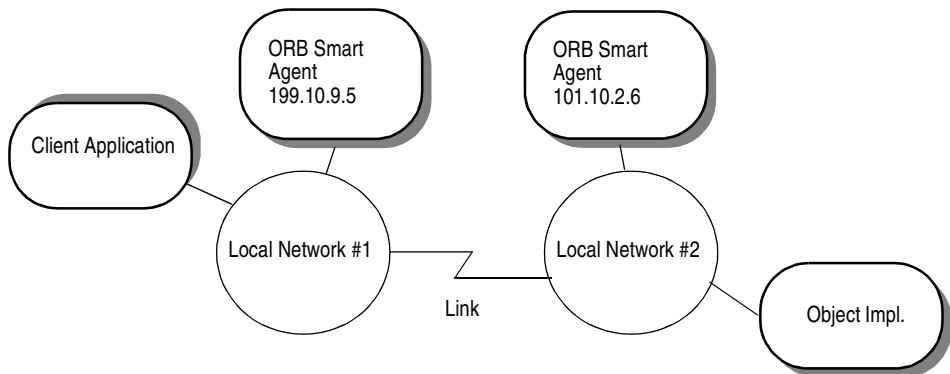 ORB Smart
Agent
199.10.9.5
ORB Smart
Agent
101.10.2.6
Client Application
Local Network #1
Local Network #2
Link
Object Impl.